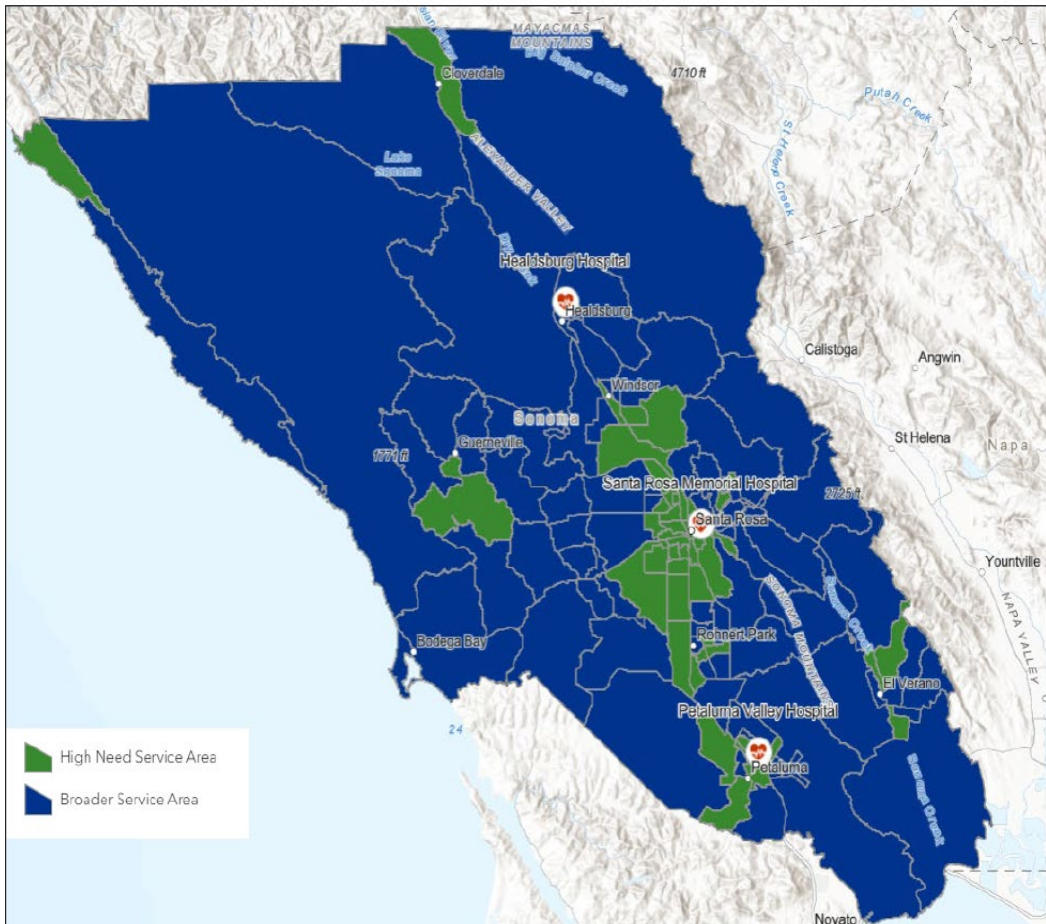 MAYACMAS
MOUNTAINS
Big Sulphur Creek
4710 ft
Cloverdale
Putah Creek
St Helena Creek
Lake
Sonoma
ALEXANDER VALLEY
Healdsburg Hospital
Healdsburg
Calistoga
Angwin
Windsor
Sonoma
St Helena
Napa
Guerneville
1771 ft
Santa Rosa Memorial Hospital
2725 ft
Santa Rosa
Yountville
SONOMA MOUNTAINS
Sonoma Creek
NAPA VALLEY
Rohnert Park
Bodega Bay
El Verano
Petaluma Valley Hospital
24
Petaluma
Sonoma Creek
High Need Service Area
Broader Service Area
Novato